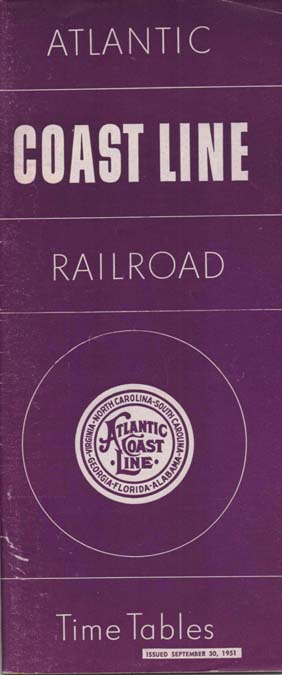 ATLANTIC
COAST LINE
RAILROAD
VIRGINIA-NORTH CAROLINA-SOUTH CAROLINA
ATLANTIC
COAST
·LINE·
GEORGIA-FLORIDA-ALABAMA-
Time Tables
ISSUED SEPTEMBER 30, 1951